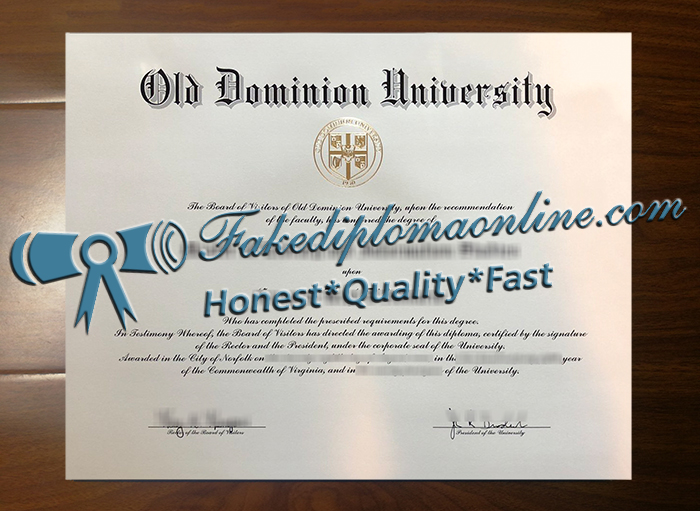 Old Dominion University
1930
The Board of Visitors of Old Dominion University, upon the recommendation
of the faculty, has conferred the degree of
Fakediplomaonline.com
upon
Honest*Quality*Fast
Who has completed the prescribed requirements for this degree.
In Testimony Whereof, the Board of Visitors has directed the awarding of this diploma, certified by the signature
of the Rector and the President, under the corporate seal of the University.
Awarded in the City of Norfolk on in the year
of the Commonwealth of Virginia, and in of the University.
Rector of the Board of Visitors
President of the University